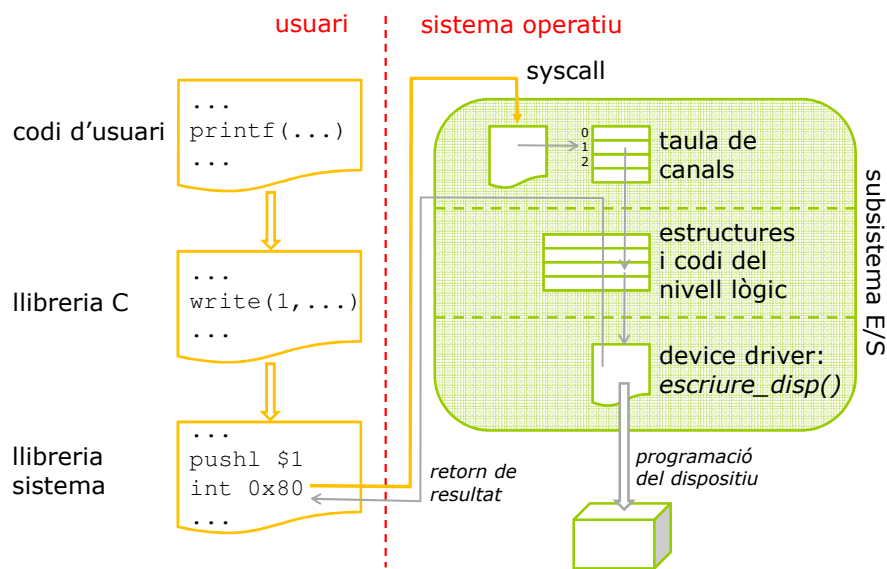 usuari
sistema operatiu
codi d'usuari
...
printf(...)
...
llibreria C
...
write(1,...)
...
llibreria
sistema
...
pushl $1
int 0x80
...
syscall
0
1
2
taula de
canals
estructures
i codi del
nivell lògic
device driver:
escriure_disp()
subsistema E/S
retorn de
resultat
programació
del dispositiu